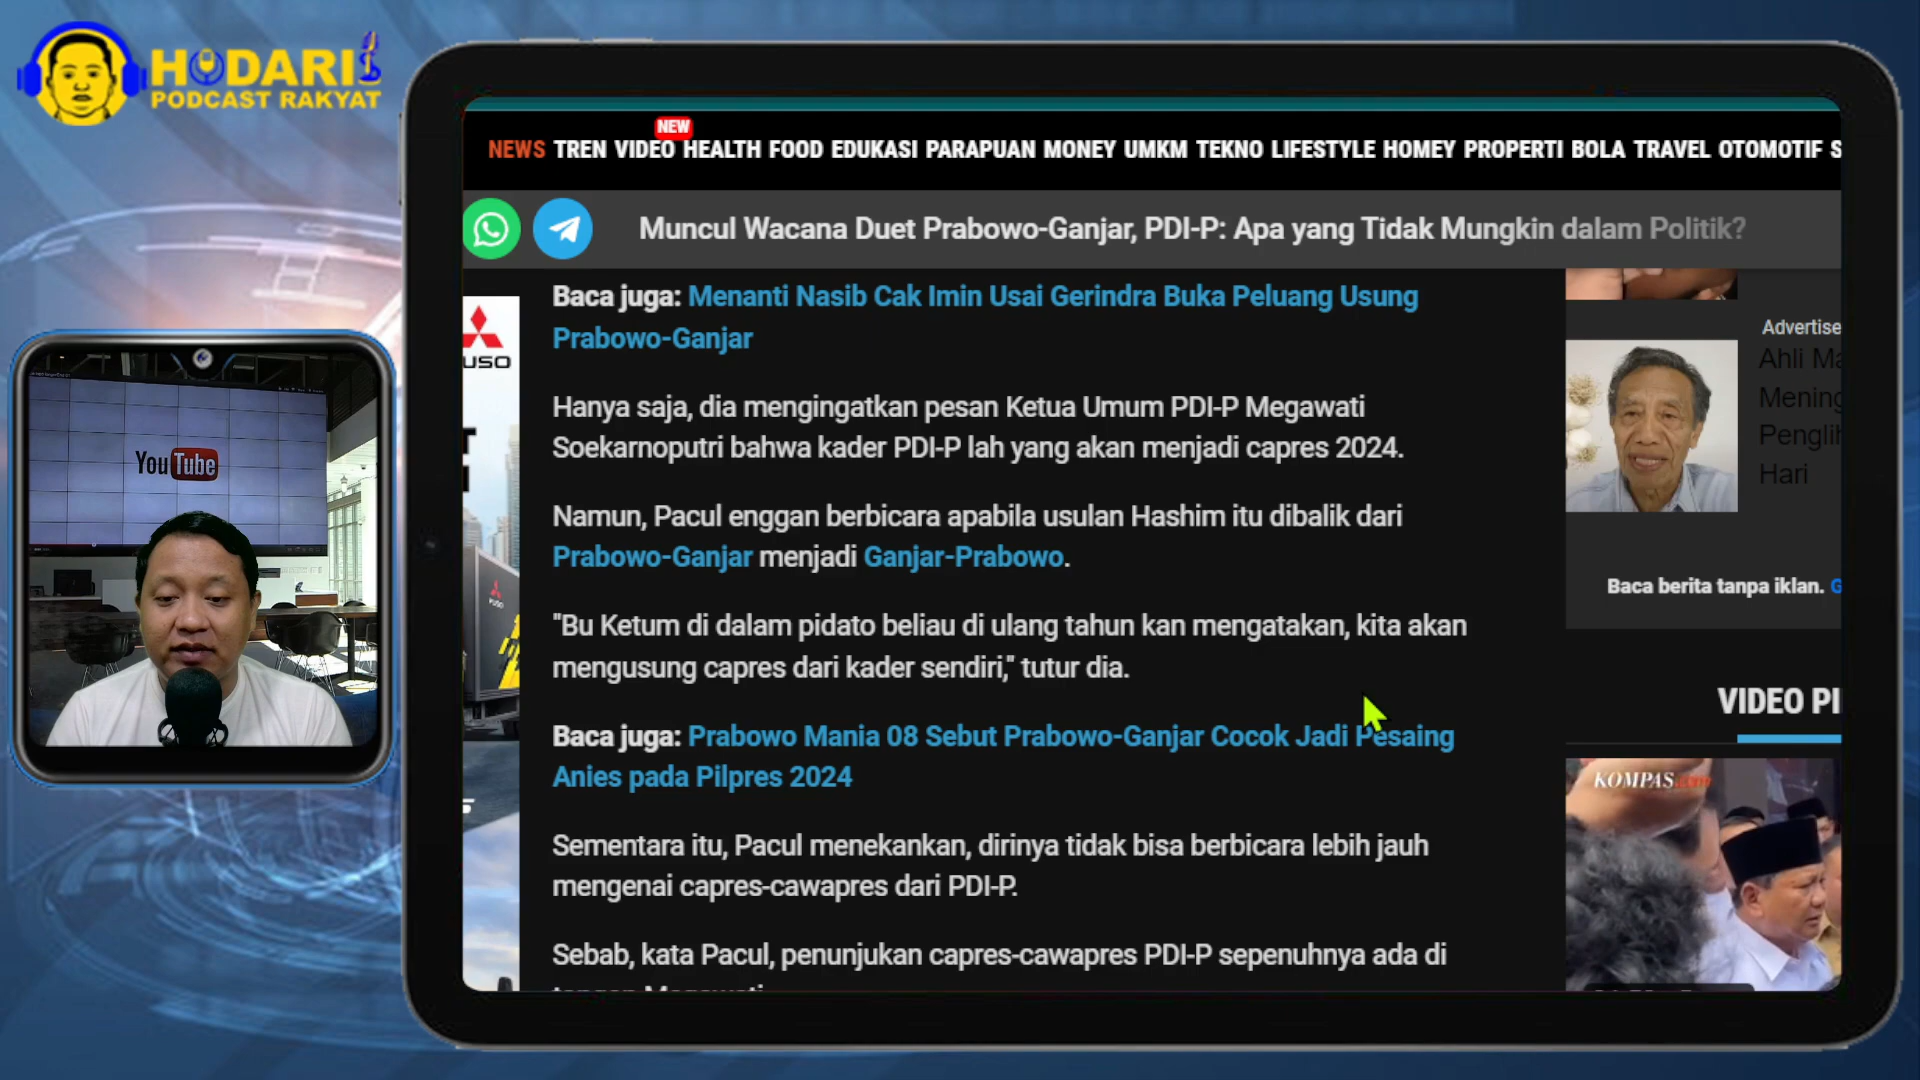 HODARI
PODCAST RAKYAT
YouTube
NEW
NEWS TREN VIDEO HEALTH FOOD EDUKASI PARAPUAN MONEY UMKM TEKNO LIFESTYLE HOMEY PROPERTI BOLA TRAVEL OTOMOTIF S
Muncul Wacana Duet Prabowo-Ganjar, PDI-P: Apa yang Tidak Mungkin dalam Politik?
Baca juga: Menanti Nasib Cak Imin Usai Gerindra Buka Peluang Usung
Prabowo-Ganjar
Hanya saja, dia mengingatkan pesan Ketua Umum PDI-P Megawati
Soekarnoputri bahwa kader PDI-P lah yang akan menjadi capres 2024.
Namun, Pacul enggan berbicara apabila usulan Hashim itu dibalik dari
Prabowo-Ganjar menjadi Ganjar-Prabowo.
"Bu Ketum di dalam pidato beliau di ulang tahun kan mengatakan, kita akan
mengusung capres dari kader sendiri," tutur dia.
Baca juga: Prabowo Mania 08 Sebut Prabowo-Ganjar Cocok Jadi Pesaing
Anies pada Pilpres 2024
Sementara itu, Pacul menekankan, dirinya tidak bisa berbicara lebih jauh
mengenai capres-cawapres dari PDI-P.
Sebab, kata Pacul, penunjukan capres-cawapres PDI-P sepenuhnya ada di
USO
Advertise
Ahli Ma
Mening
Penglih
Hari
Baca berita tanpa iklan. G
VIDEO PI
KOMPAS.com